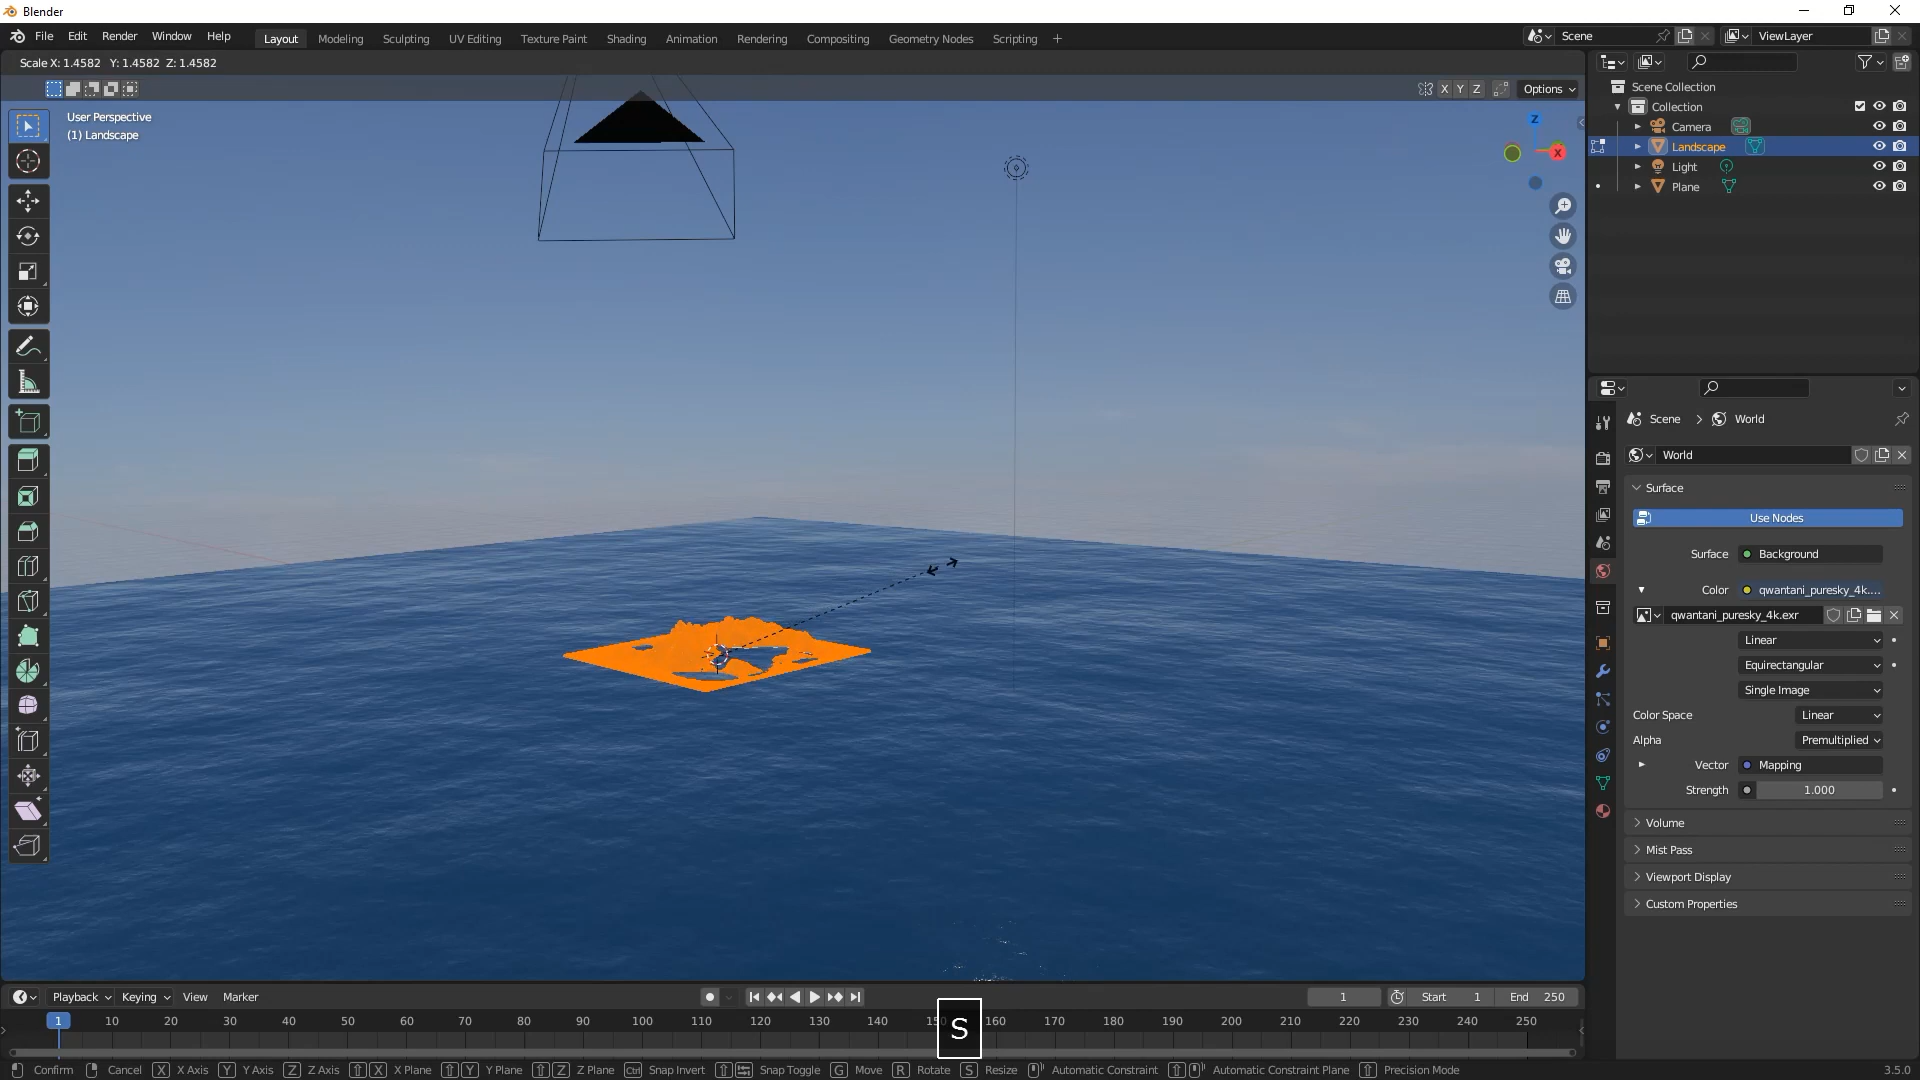 Blender
File Edit Render Window Help Layout Modeling Sculpting UV Editing Texture Paint Shading Animation Rendering Compositing Geometry Nodes Scripting +
Scene
ViewLayer
Scale X: 1.4582 Y: 1.4582 Z: 1.4582
X Y Z Options
User Perspective
(1) Landscape
Z
X
Scene Collection
Collection
Camera
Landscape
Light
Plane
Scene > World
World
Surface
Use Nodes
Surface Background
Color qwantani_puresky_4k....
qwantani_puresky_4k.exr
Linear
Equirectangular
Single Image
Color Space Linear
Alpha Premultiplied
Vector Mapping
Strength 1.000
Volume
Mist Pass
Viewport Display
Custom Properties
Playback Keying View Marker
1 Start 1 End 250
1 10 20 30 40 50 60 70 80 90 100 110 120 130 140 160 170 180 190 200 210 220 230 240 250
S
Confirm Cancel X X Axis Y Y Axis Z Z Axis X X Plane Y Y Plane Z Z Plane Ctrl Snap Invert Snap Toggle G Move R Rotate S Resize Automatic Constraint Automatic Constraint Plane Precision Mode
3.5.0